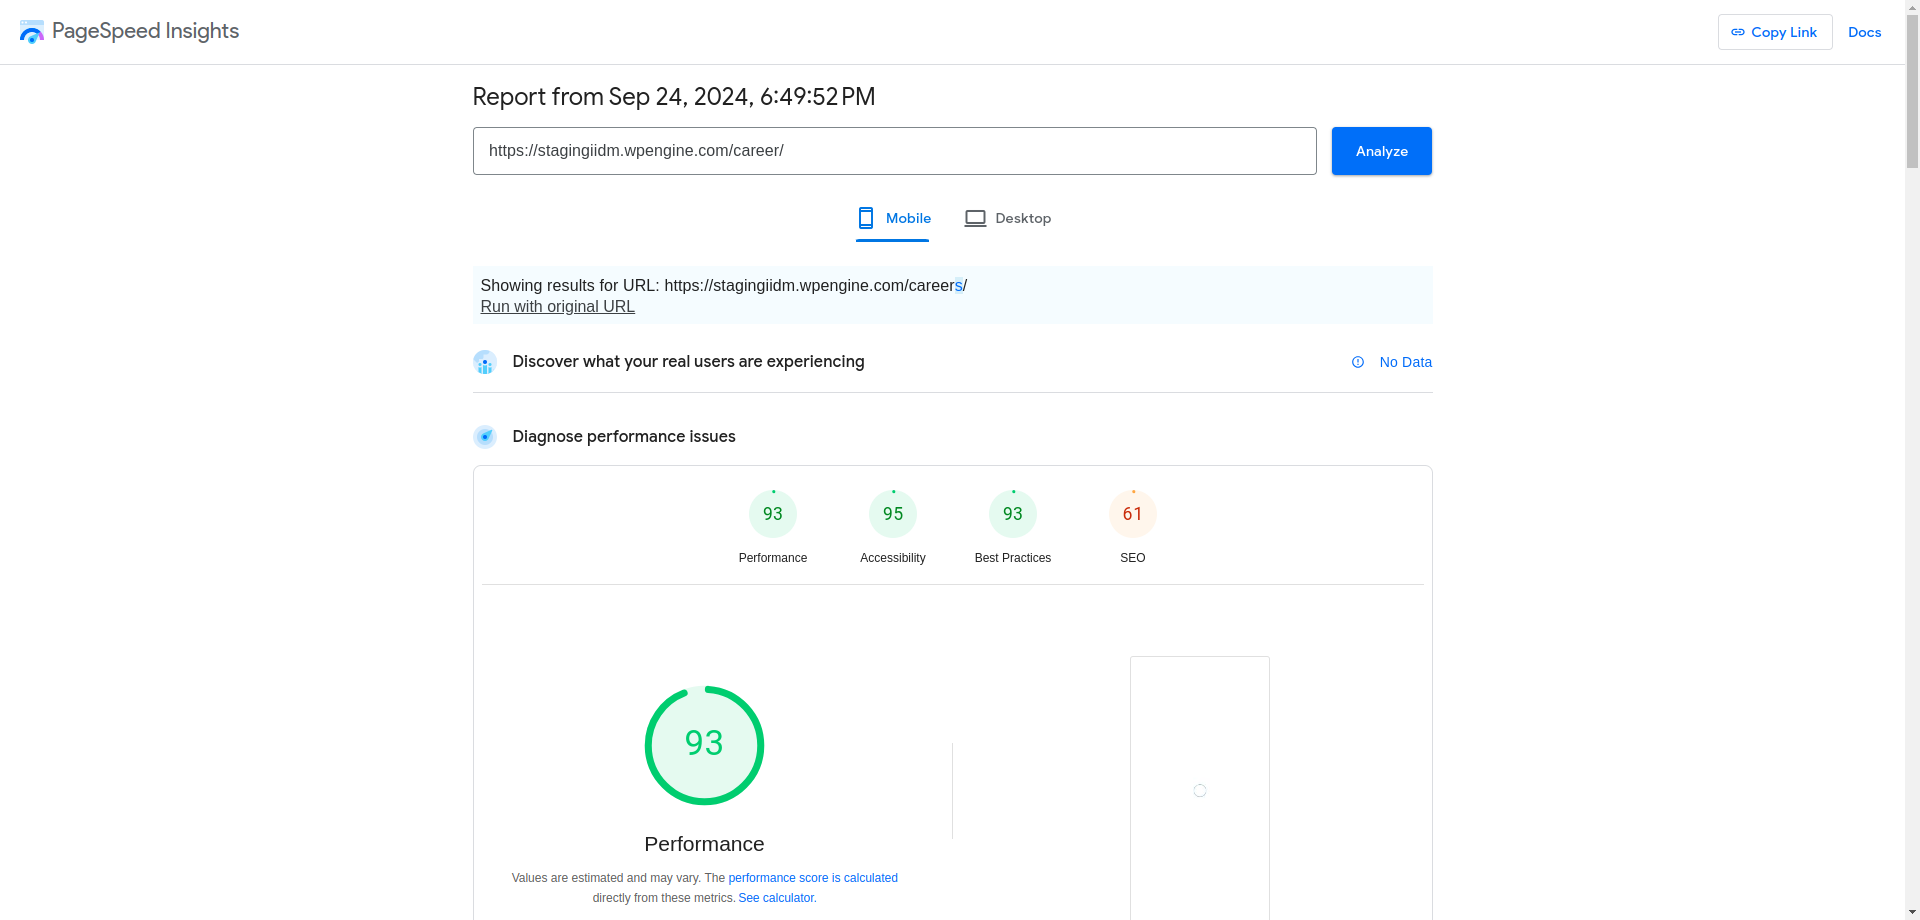 PageSpeed Insights
Copy Link
Docs
Report from Sep 24, 2024, 6:49:52 PM
https://stagingiidm.wpengine.com/career/
Analyze
Mobile
Desktop
Showing results for URL: https://stagingiidm.wpengine.com/careers/
Run with original URL
Discover what your real users are experiencing
No Data
Diagnose performance issues
93
95
93
61
Performance
Accessibility
Best Practices
SEO
93
Performance
Values are estimated and may vary. The performance score is calculated
directly from these metrics. See calculator.